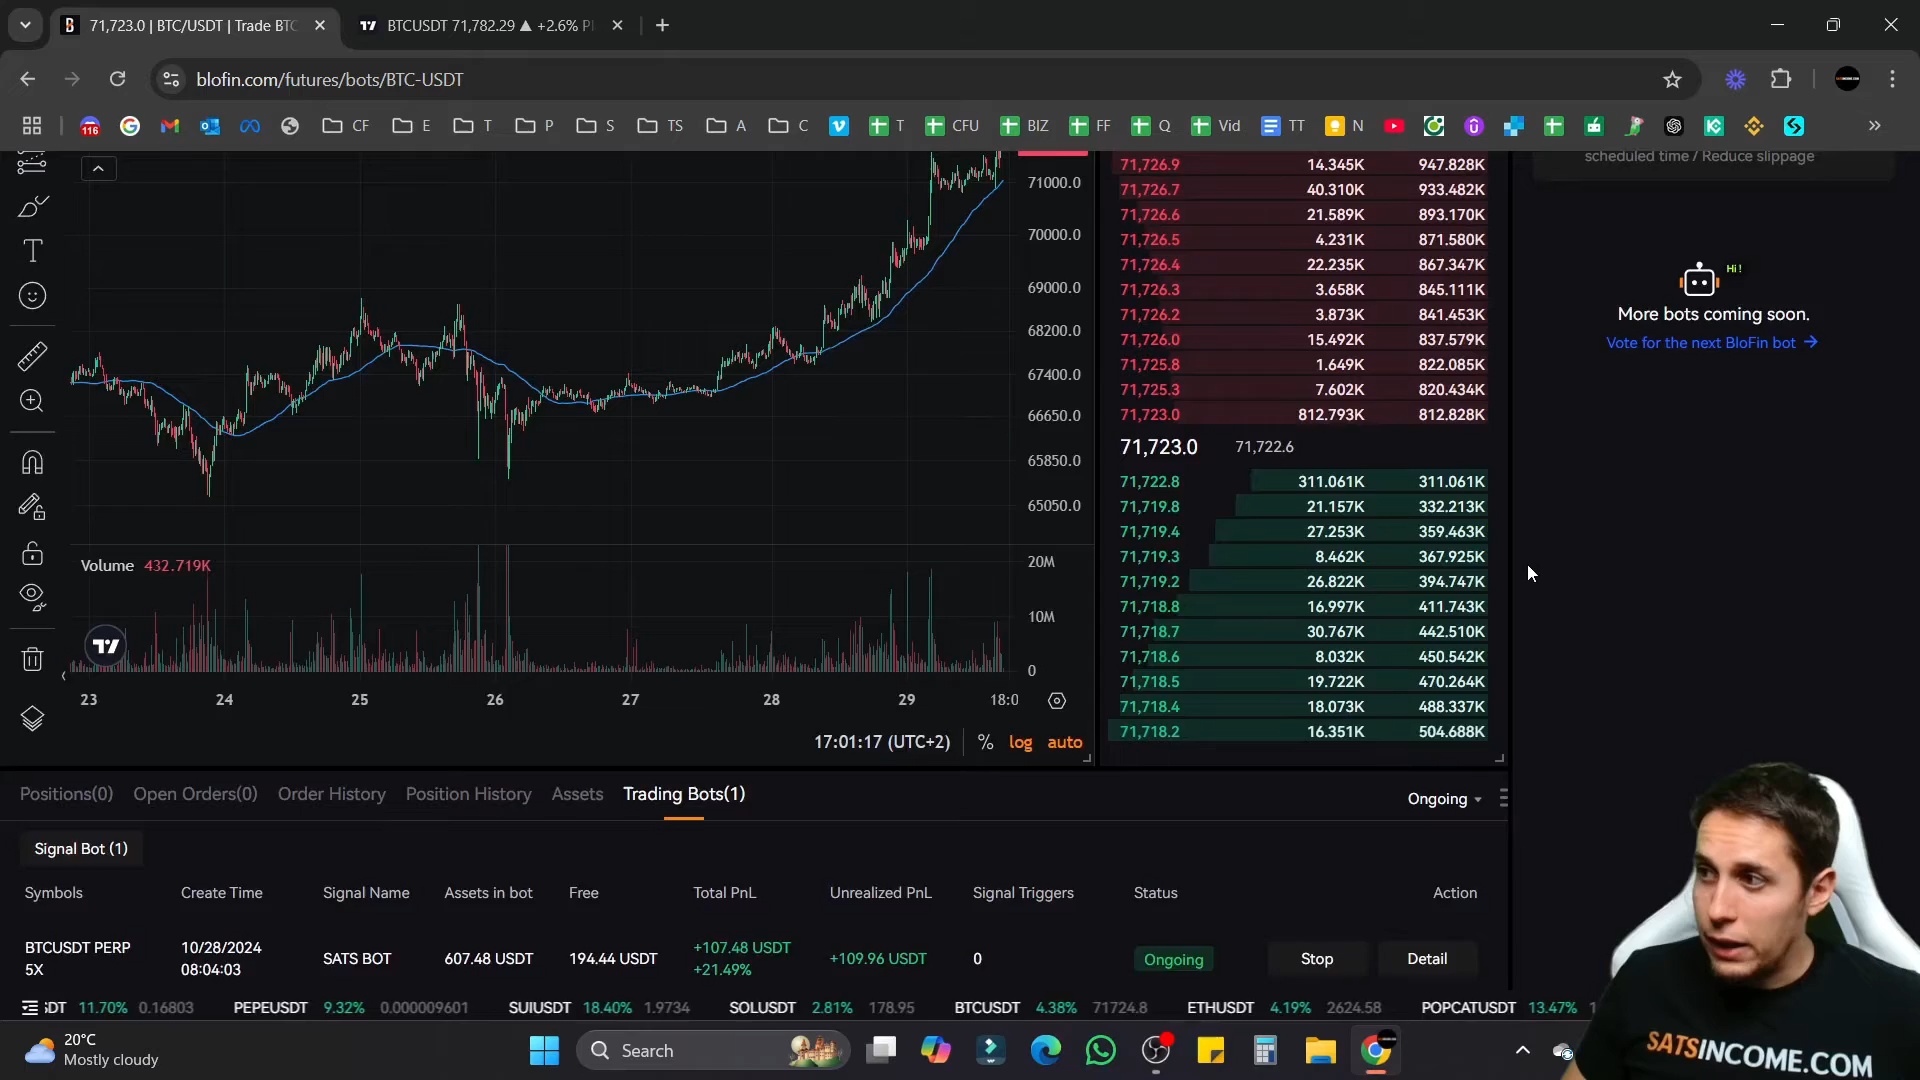 71,723.0 | BTC/USDT | Trade BTC
BTCUSDT 71,782.29 ▲ +2.6%
blofin.com/futures/bots/BTC-USDT
116
CF
E
T
P
S
TS
A
C
T
CFU
BIZ
FF
Q
Vid
TT
N
71000.0
70000.0
69000.0
68200.0
67400.0
66650.0
65850.0
65050.0
Volume 432.719K
20M
10M
0
23 24 25 26 27 28 29 18:0
17:01:17 (UTC+2) % log auto
71,726.9 14.345K 947.828K
71,726.7 40.310K 933.482K
71,726.6 21.589K 893.170K
71,726.5 4.231K 871.580K
71,726.4 22.235K 867.347K
71,726.3 3.658K 845.111K
71,726.2 3.873K 841.453K
71,726.0 15.492K 837.579K
71,725.8 1.649K 822.085K
71,725.3 7.602K 820.434K
71,723.0 812.793K 812.828K
71,723.0 71,722.6
71,722.8 311.061K 311.061K
71,719.8 21.157K 332.213K
71,719.4 27.253K 359.463K
71,719.3 8.462K 367.925K
71,719.2 26.822K 394.747K
71,718.8 16.997K 411.743K
71,718.7 30.767K 442.510K
71,718.6 8.032K 450.542K
71,718.5 19.722K 470.264K
71,718.4 18.073K 488.337K
71,718.2 16.351K 504.688K
scheduled time / Reduce slippage
Hi !
More bots coming soon.
Vote for the next BloFin bot →
Positions(0) Open Orders(0) Order History Position History Assets Trading Bots(1) Ongoing
Signal Bot (1)
Symbols Create Time Signal Name Assets in bot Free Total PnL Unrealized PnL Signal Triggers Status Action
BTCUSDT PERP 10/28/2024 +107.48 USDT
SATS BOT 607.48 USDT 194.44 USDT +109.96 USDT 0 Ongoing Stop Detail
5X 08:04:03 +21.49%
DT 11.70% 0.16803 PEPEUSDT 9.32% 0.000009601 SUIUSDT 18.40% 1.9734 SOLUSDT 2.81% 178.95 BTCUSDT 4.38% 71724.8 ETHUSDT 4.19% 2624.58 POPCATUSDT 13.47%
20°C
Mostly cloudy
Search
SATSINCOME.COM